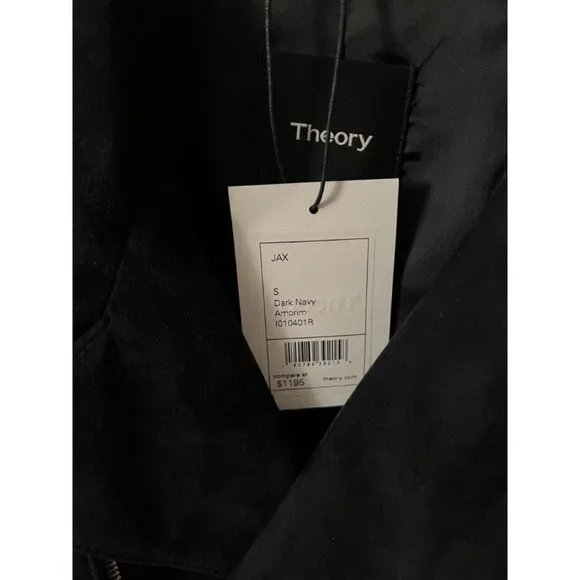 Theory
JAX
S
Dark Navy
Amorim
I010401R
compare at
$1195
theory.com